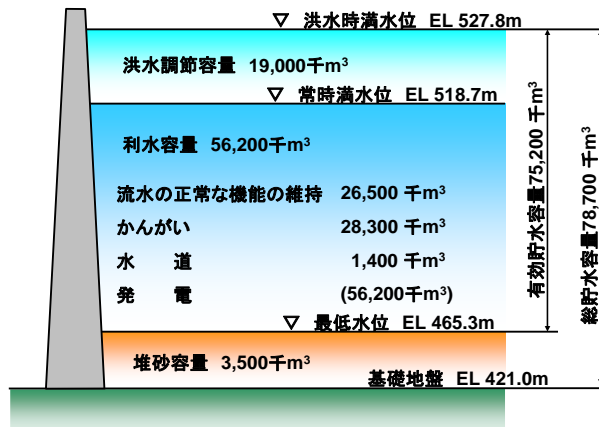 ▽ 洪水時満水位 EL 527.8m
洪水調節容量 19,000千m³
▽ 常時満水位 EL 518.7m
利水容量 56,200千m³
流水の正常な機能の維持 26,500 千m³
かんがい 28,300 千m³
水 道 1,400 千m³
発 電 (56,200千m³)
▽ 最低水位 EL 465.3m
堆砂容量 3,500千m³
基礎地盤 EL 421.0m
有効貯水容量75,200 千m³
総貯水容量78,700 千m³